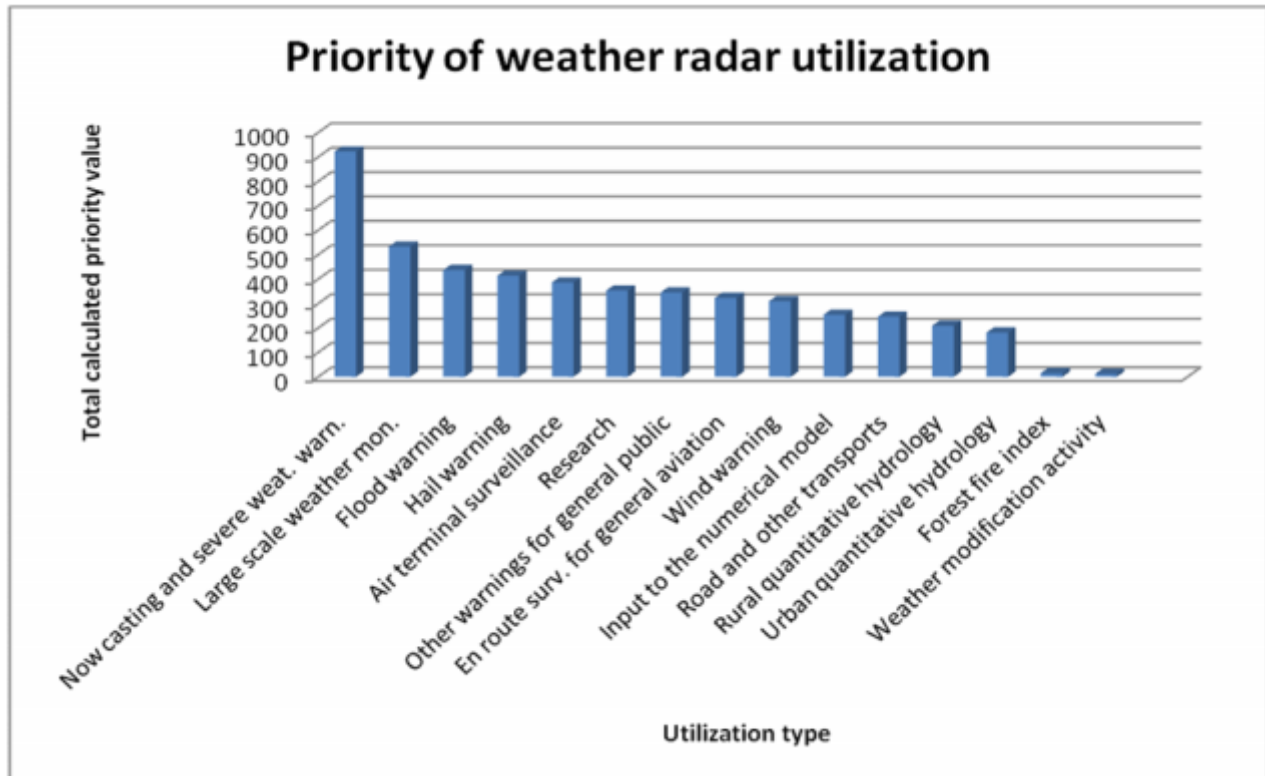 Priority of weather radar utilization
Total calculated priority value
1000
900
800
700
600
500
400
300
200
100
0
Now casting and severe weat. warn.
Large scale weather mon.
Flood warning
Hail warning
Air terminal surveillance
Research
Other warnings for general public
En route surv. for general aviation
Wind warning
Input to the numerical model
Road and other transports
Rural quantitative hydrology
Urban quantitative hydrology
Forest fire index
Weather modification activity
Utilization type